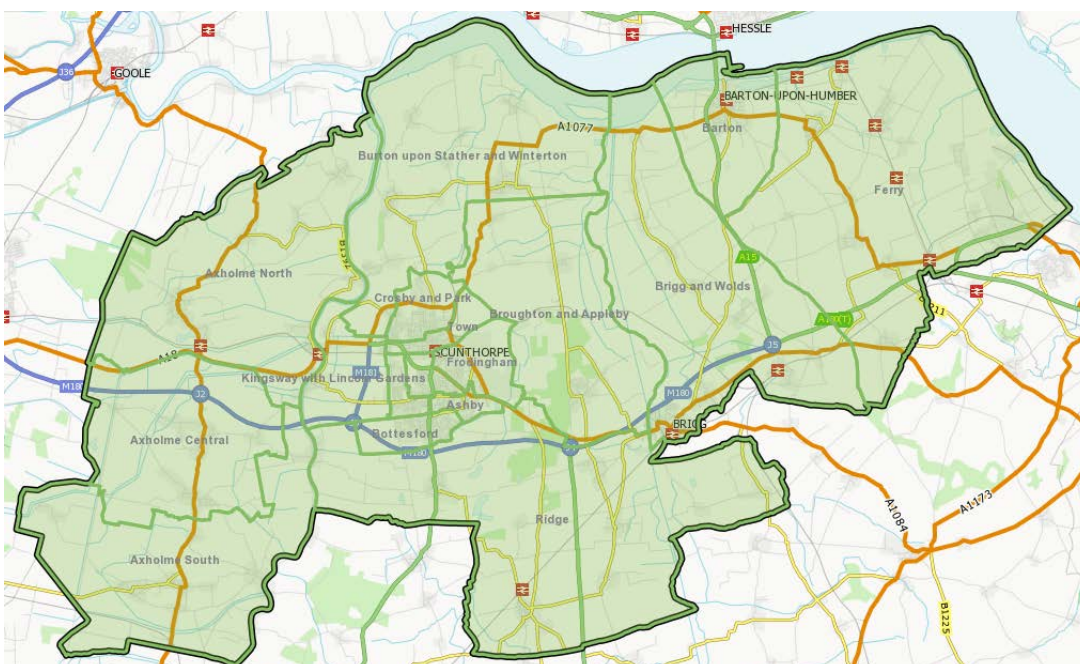 HESSLE
J36
GOOLE
BARTON-UPON-HUMBER
A1077
Barton
Burton upon Stather and Winterton
Ferry
A15
Axholme North
Brigg and Wolds
Crosby and Park
Broughton and Appleby
Town
J5
SCUNTHORPE
A18
Frodingham
M181
Kingsway with Lincoln Gardens
M180
J2
M180
Ashby
BRIGG
Bottesford
Axholme Central
M180
A1173
A1084
Ridge
Axholme South
B1225